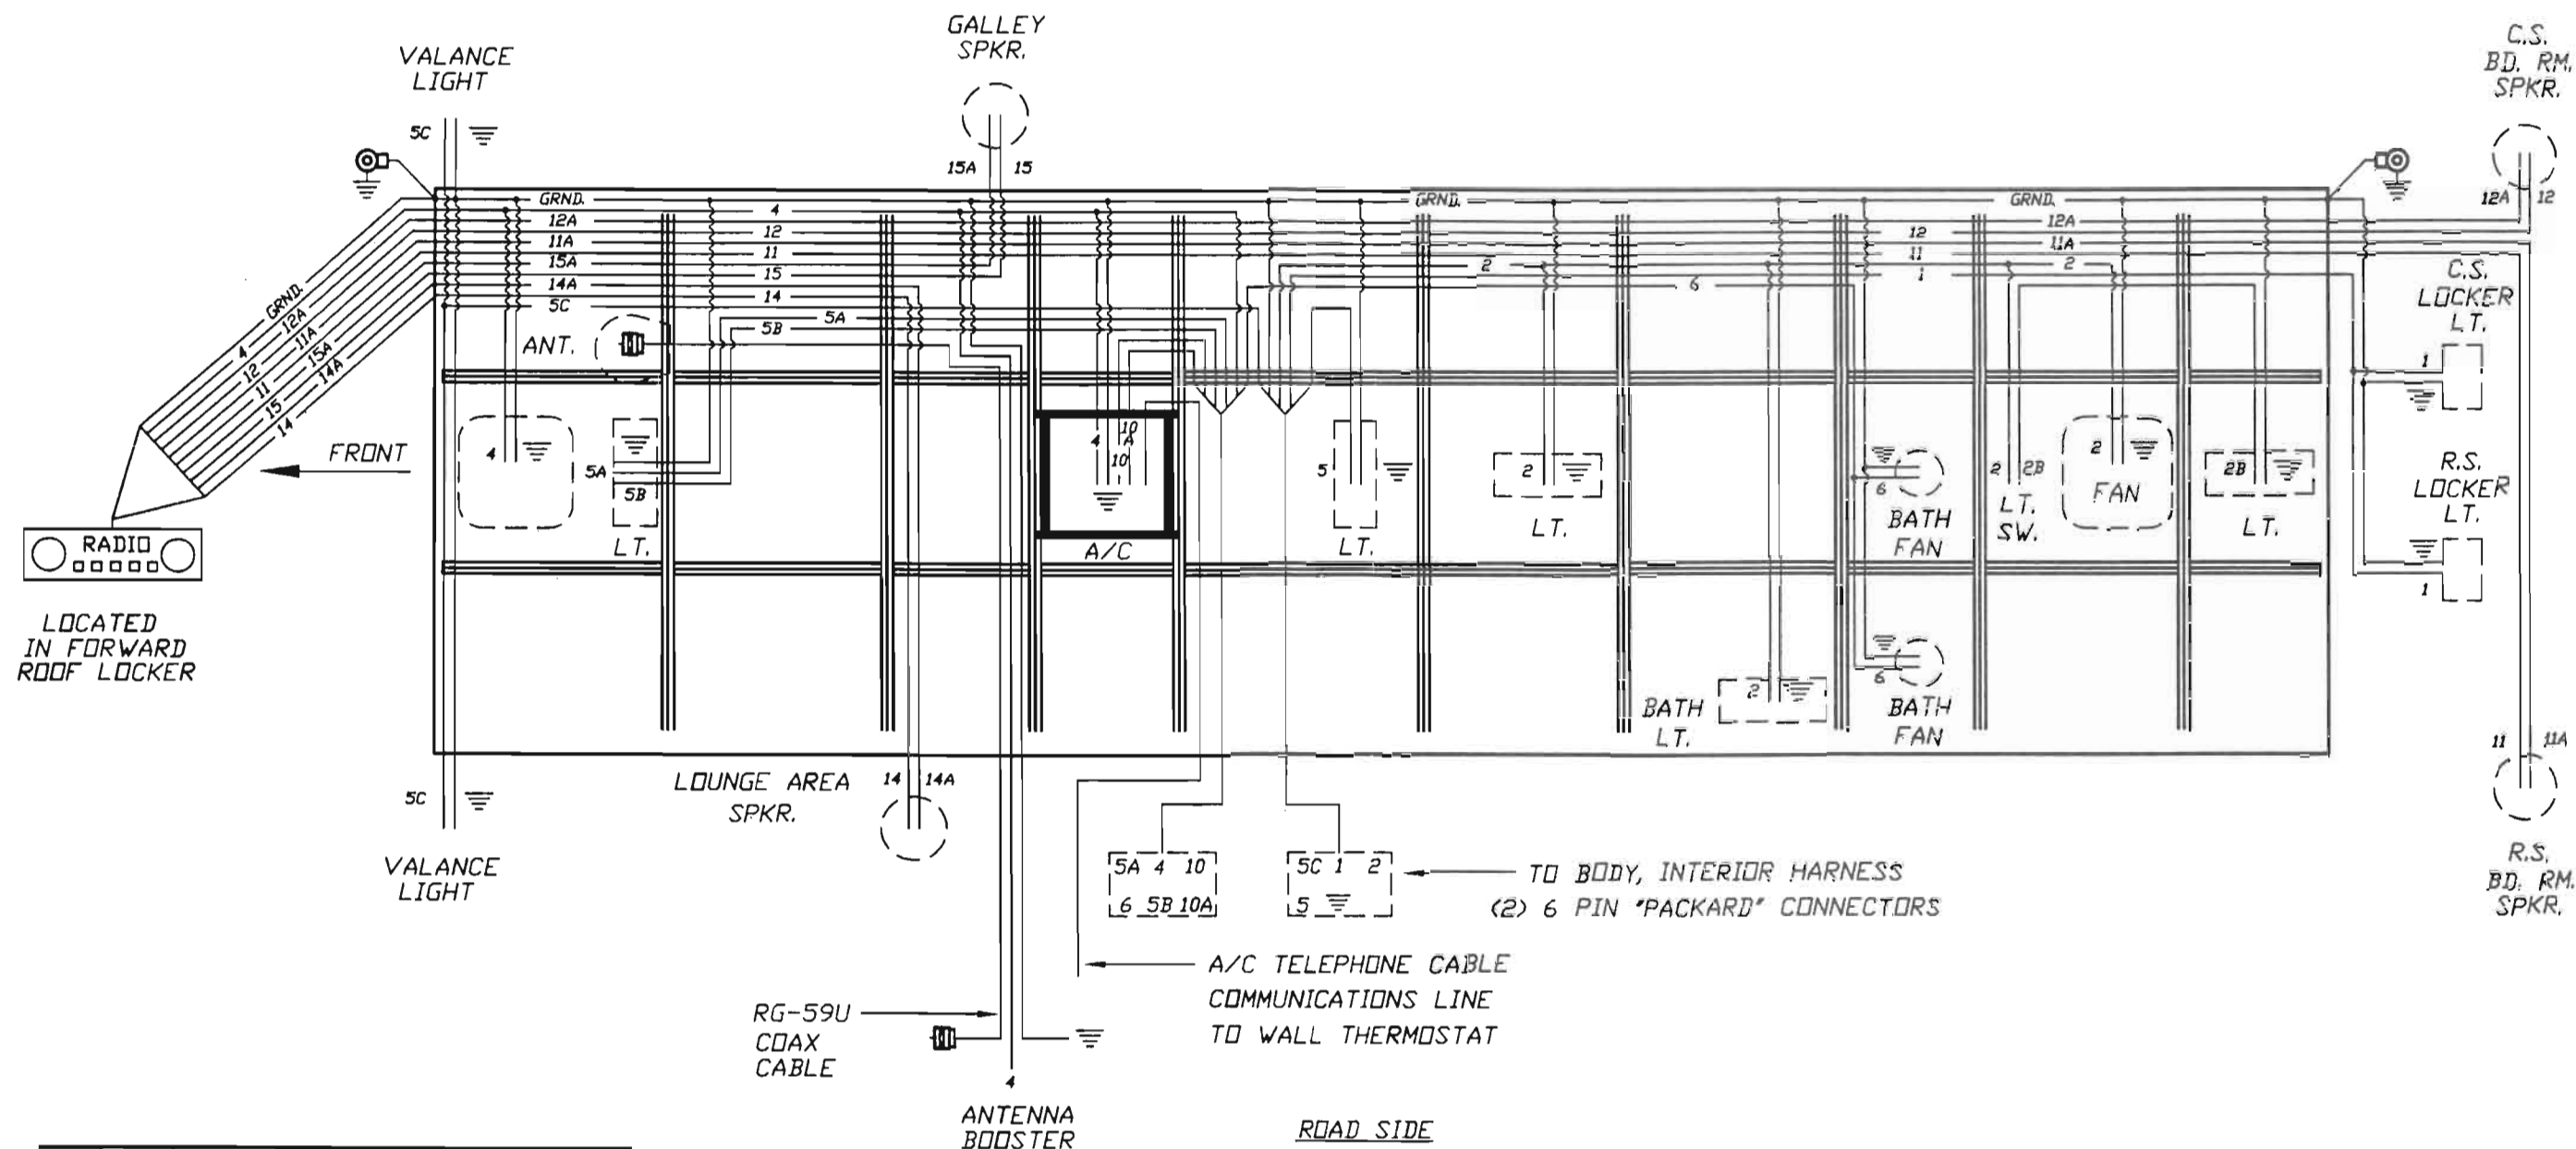 GALLEY
SPKR.
VALANCE
LIGHT
C.S.
BD. RM.
SPKR.
5C
15A 15
12A 12
GRND.
GRND.
GRND.
4
12A
12A
12
12
11A
11A
11
11
15A
2
2
15
1
14A
6
14
5C
5A
5B
ANT.
GRND.
12A
11A
15A
14A
4
12
11
15
14
C.S.
LOCKER
LT.
1
FRONT
4
5A
5B
LT.
10
4 A
10
A/C
5
LT.
2
LT.
6
BATH
FAN
2 2B
LT.
SW.
2
FAN
2B
LT.
R.S.
LOCKER
LT.
1
RADIO
LOCATED
IN FORWARD
ROOF LOCKER
2
BATH
LT.
6
BATH
FAN
11 11A
5C
LOUNGE AREA
SPKR.
14 14A
VALANCE
LIGHT
5A 4 10
6 5B 10A
5C 1 2
5
TO BODY, INTERIOR HARNESS
(2) 6 PIN "PACKARD" CONNECTORS
R.S.
BD. RM.
SPKR.
A/C TELEPHONE CABLE
COMMUNICATIONS LINE
TO WALL THERMOSTAT
RG-59U
COAX
CABLE
4
ANTENNA
BOOSTER
ROAD SIDE